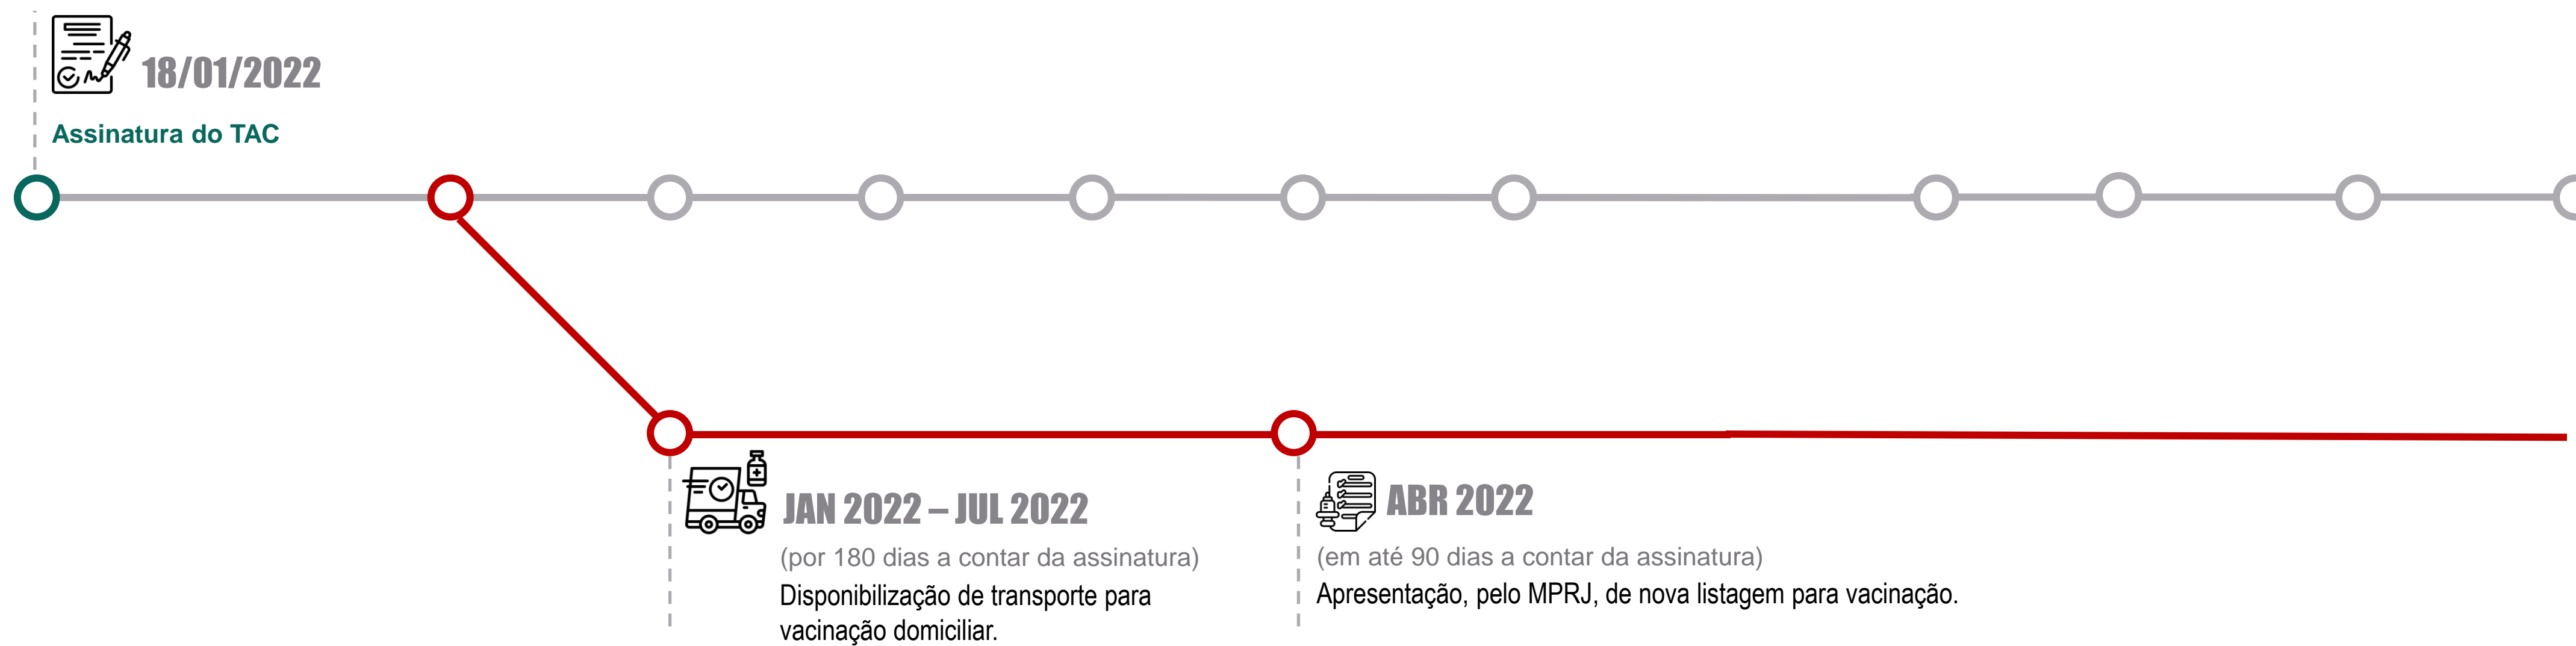 18/01/2022
Assinatura do TAC
JAN 2022 – JUL 2022
(por 180 dias a contar da assinatura)
Disponibilização de transporte para
vacinação domiciliar.
ABR 2022
(em até 90 dias a contar da assinatura)
Apresentação, pelo MPRJ, de nova listagem para vacinação.